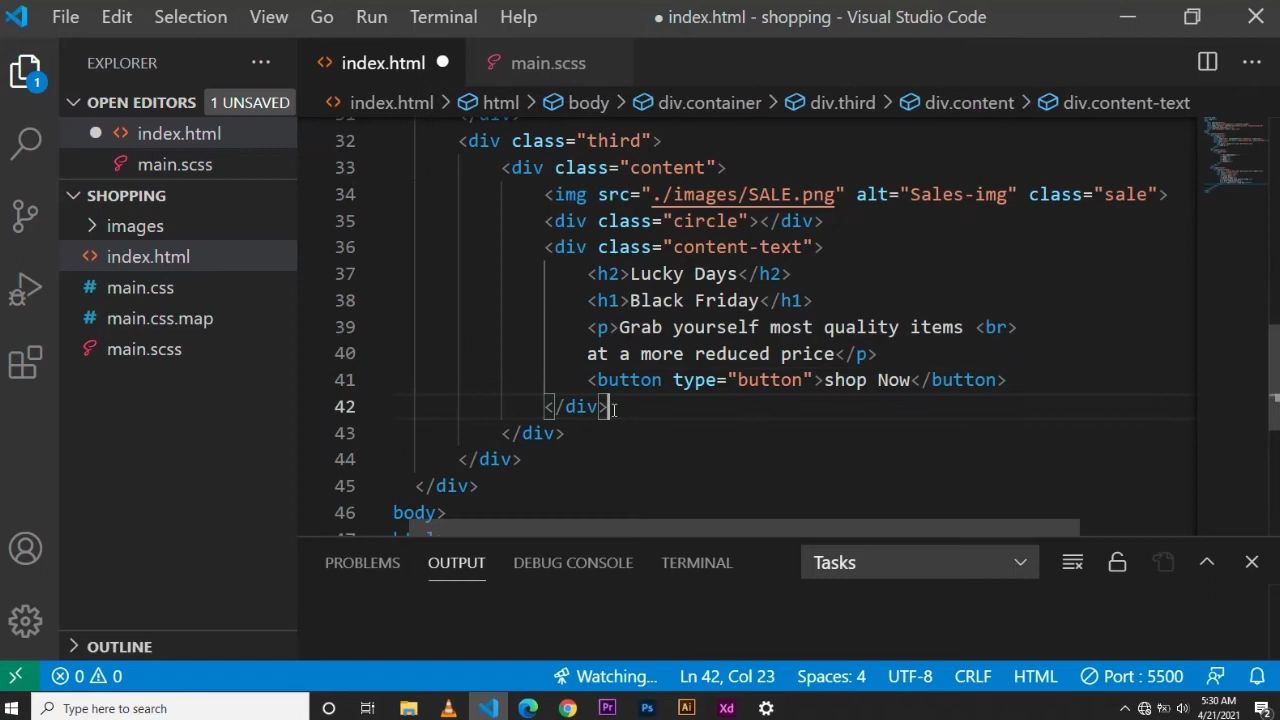 File Edit Selection View Go Run Terminal Help ● index.html - shopping - Visual Studio Code
EXPLORER ...
index.html ●
main.scss
1
OPEN EDITORS 1 UNSAVED
● index.html
main.scss
SHOPPING
images
index.html
main.css
main.css.map
main.scss
OUTLINE
index.html > html > body > div.container > div.third > div.content > div.content-text
32 <div class="third">
33 <div class="content">
34 <img src="./images/SALE.png" alt="Sales-img" class="sale">
35 <div class="circle"></div>
36 <div class="content-text">
37 <h2>Lucky Days</h2>
38 <h1>Black Friday</h1>
39 <p>Grab yourself most quality items <br>
40 at a more reduced price</p>
41 <button type="button">shop Now</button>
42 </div>
43 </div>
44 </div>
45 </div>
46 body>
PROBLEMS OUTPUT DEBUG CONSOLE TERMINAL Tasks
0 0 Watching... Ln 42, Col 23 Spaces: 4 UTF-8 CRLF HTML Port : 5500
Type here to search
Pr Ps Ai Xd
5:30 AM
4/21/2021
2